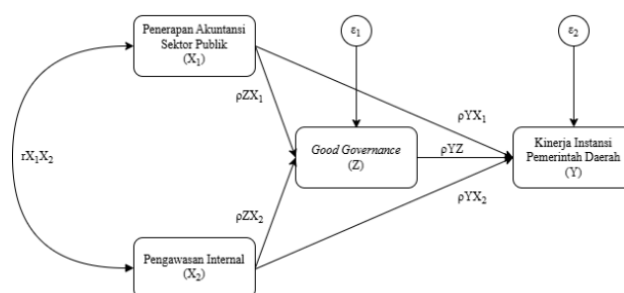 Penerapan Akuntansi
Sektor Publik
(X₁)
ε₁
ε₂
ρZX₁
ρYX₁
rX₁X₂
Good Governance
(Z)
ρYZ
Kinerja Instansi
Pemerintah Daerah
(Y)
ρZX₂
ρYX₂
Pengawasan Internal
(X₂)